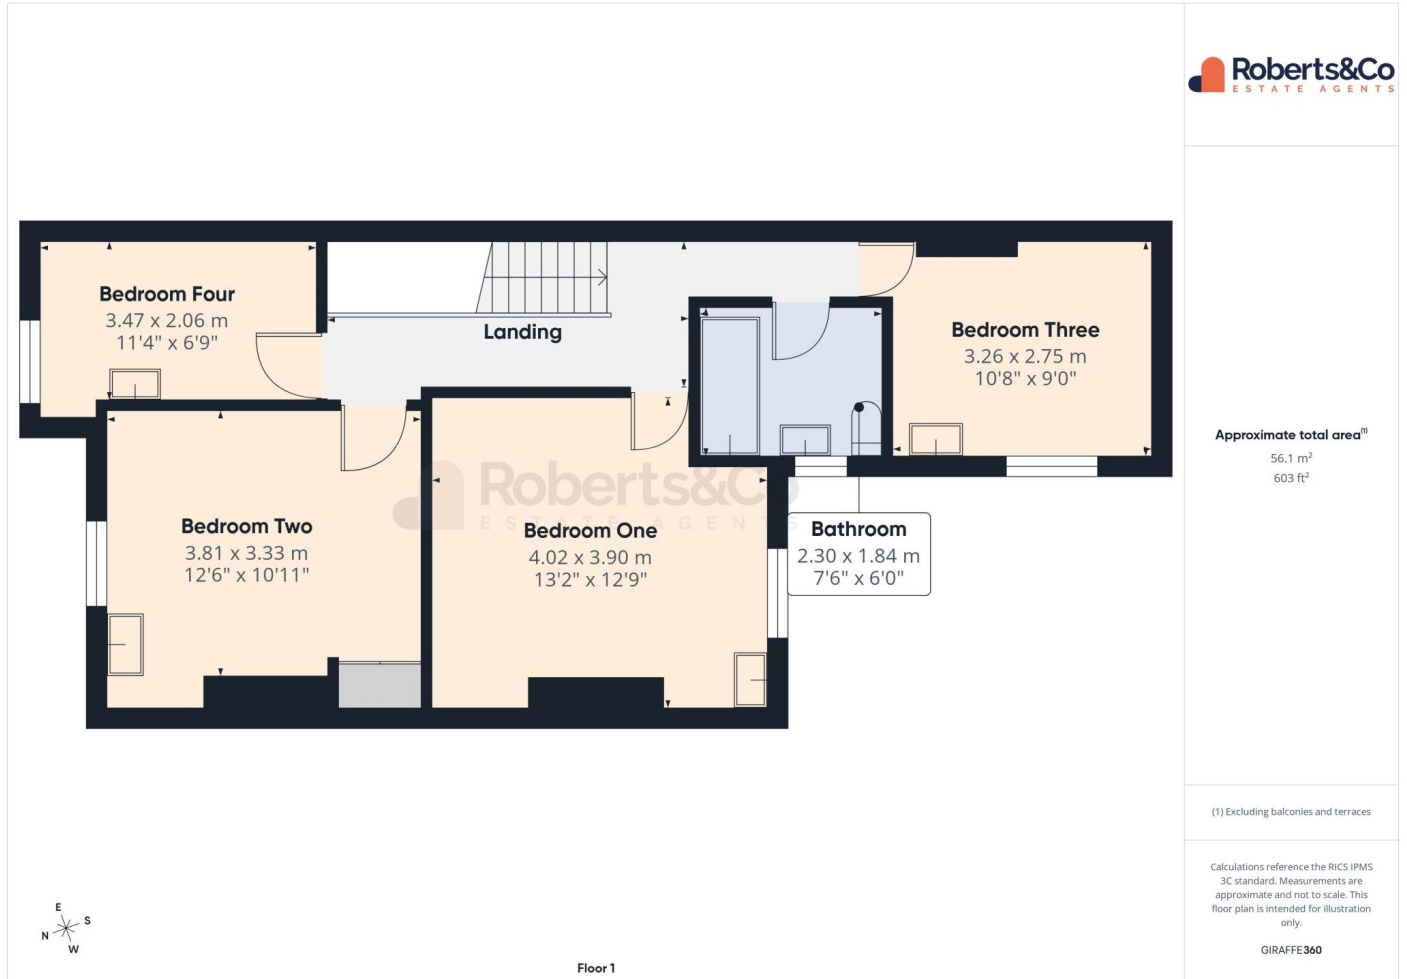 Roberts&Co
ESTATE AGENTS
Bedroom Four
3.47 x 2.06 m
11'4" x 6'9"
Landing
Bedroom Three
3.26 x 2.75 m
10'8" x 9'0"
Approximate total area(1)
56.1 m²
603 ft²
Roberts&Co
ESTATE AGENTS
Bedroom Two
3.81 x 3.33 m
12'6" x 10'11"
Bedroom One
4.02 x 3.90 m
13'2" x 12'9"
Bathroom
2.30 x 1.84 m
7'6" x 6'0"
(1) Excluding balconies and terraces
Calculations reference the RICS IPMS
3C standard. Measurements are
approximate and not to scale. This
floor plan is intended for illustration
only.
GIRAFFE360
E
S
N
W
Floor 1